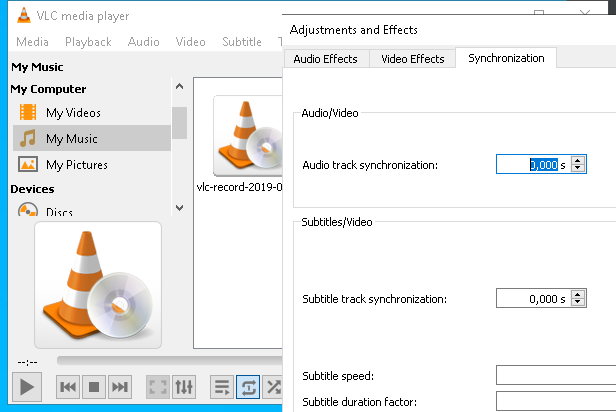 VLC media player
Media Playback Audio Video Subtitle
My Music
My Computer
My Videos
My Music
My Pictures
Devices
Discs
vlc-record-2019-0
--:--
Adjustments and Effects
Audio Effects Video Effects Synchronization
Audio/Video
Audio track synchronization: 0,000 s
Subtitles/Video
Subtitle track synchronization: 0,000 s
Subtitle speed:
Subtitle duration factor: